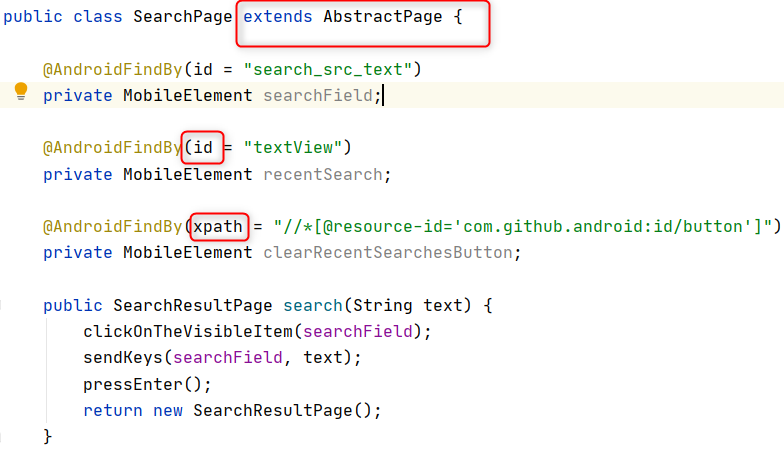 public class SearchPage extends AbstractPage {
@AndroidFindBy(id = "search_src_text")
private MobileElement searchField;
@AndroidFindBy(id = "textView")
private MobileElement recentSearch;
@AndroidFindBy(xpath = "//*[@resource-id='com.github.android:id/button']")
private MobileElement clearRecentSearchesButton;
public SearchResultPage search(String text) {
clickOnTheVisibleItem(searchField);
sendKeys(searchField, text);
pressEnter();
return new SearchResultPage();
}